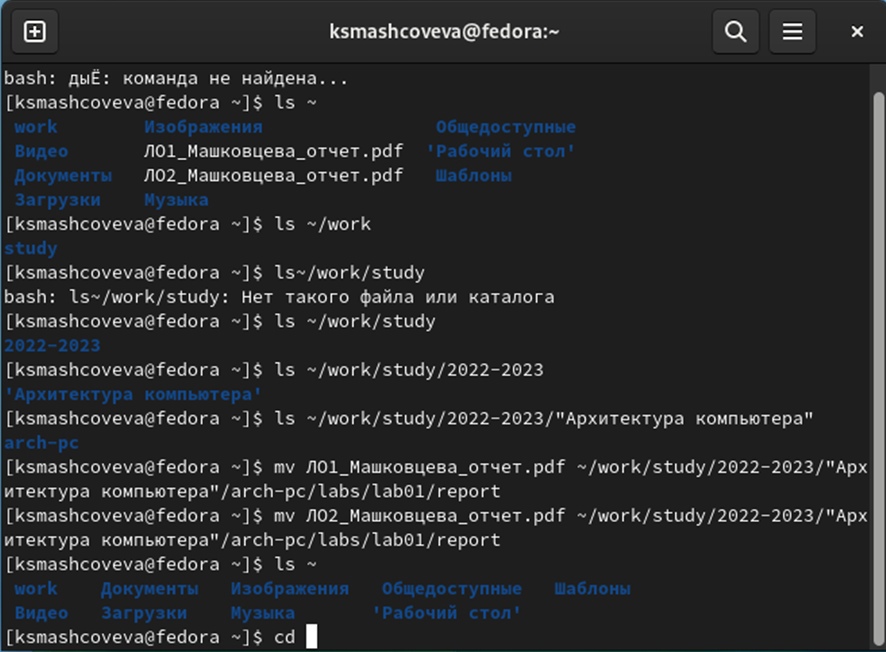 ksmashcoveva@fedora:~
bash: дыЁ: команда не найдена...
[ksmashcoveva@fedora ~]$ ls ~
work Изображения Общедоступные
Видео ЛО1_Машковцева_отчет.pdf 'Рабочий стол'
Документы ЛО2_Машковцева_отчет.pdf Шаблоны
Загрузки Музыка
[ksmashcoveva@fedora ~]$ ls ~/work
study
[ksmashcoveva@fedora ~]$ ls~/work/study
bash: ls~/work/study: Нет такого файла или каталога
[ksmashcoveva@fedora ~]$ ls ~/work/study
2022-2023
[ksmashcoveva@fedora ~]$ ls ~/work/study/2022-2023
'Архитектура компьютера'
[ksmashcoveva@fedora ~]$ ls ~/work/study/2022-2023/"Архитектура компьютера"
arch-pc
[ksmashcoveva@fedora ~]$ mv ЛО1_Машковцева_отчет.pdf ~/work/study/2022-2023/"Арх
итектура компьютера"/arch-pc/labs/lab01/report
[ksmashcoveva@fedora ~]$ mv ЛО2_Машковцева_отчет.pdf ~/work/study/2022-2023/"Арх
итектура компьютера"/arch-pc/labs/lab01/report
[ksmashcoveva@fedora ~]$ ls ~
work Документы Изображения Общедоступные Шаблоны
Видео Загрузки Музыка 'Рабочий стол'
[ksmashcoveva@fedora ~]$ cd